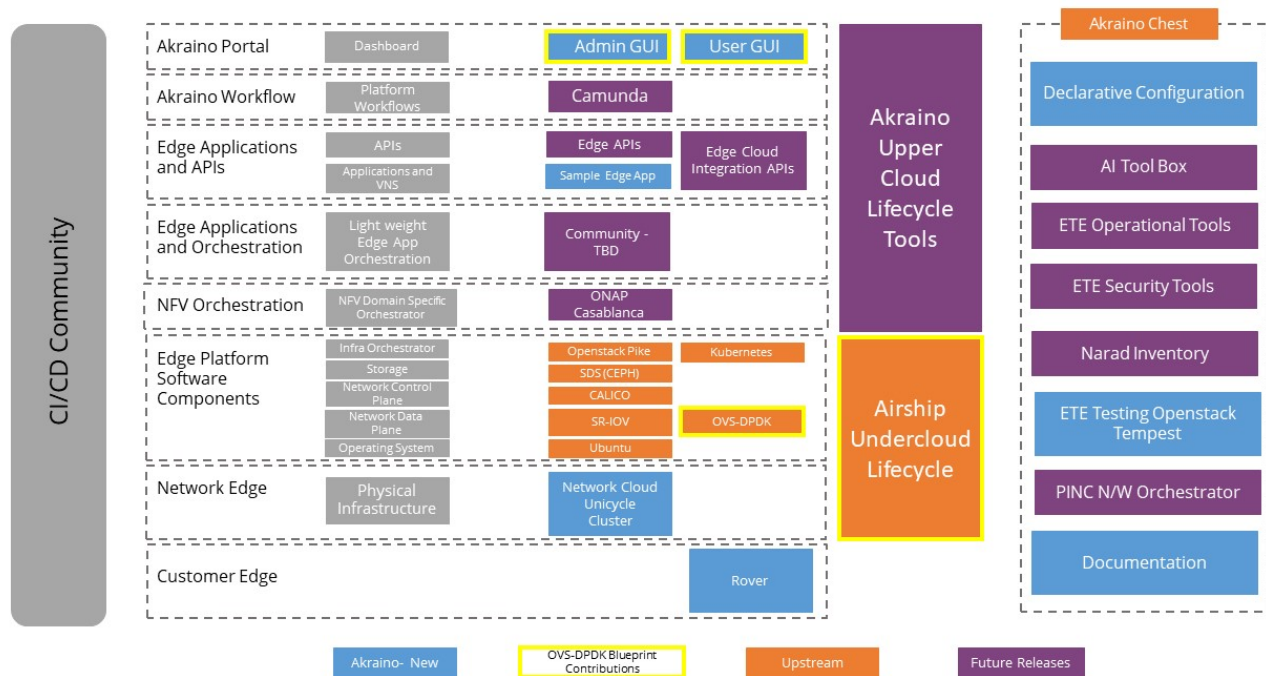 CI/CD Community
Akraino Portal
Dashboard
Admin GUI
User GUI
Akraino Workflow
Platform
Workflows
Camunda
Edge Applications
and APIs
APIs
Edge APIs
Edge Cloud
Integration APIs
Applications and
VNS
Sample Edge App
Edge Applications
and Orchestration
Light weight
Edge App
Orchestration
Community -
TBD
NFV Orchestration
NFV Domain Specific
Orchestrator
ONAP
Casablanca
Edge Platform
Software
Components
Infra Orchestrator
Openstack Pike
Kubernetes
Storage
SDS (CEPH)
Network Control
Plane
CALICO
Network Data
Plane
SR-IOV
OVS-DPDK
Operating System
Ubuntu
Network Edge
Physical
Infrastructure
Network Cloud
Unicycle
Cluster
Customer Edge
Rover
Akraino
Upper
Cloud
Lifecycle
Tools
Airship
Undercloud
Lifecycle
Akraino Chest
Declarative Configuration
AI Tool Box
ETE Operational Tools
ETE Security Tools
Narad Inventory
ETE Testing Openstack
Tempest
PINC N/W Orchestrator
Documentation
Akraino- New
OVS-DPDK Blueprint
Contributions
Upstream
Future Releases